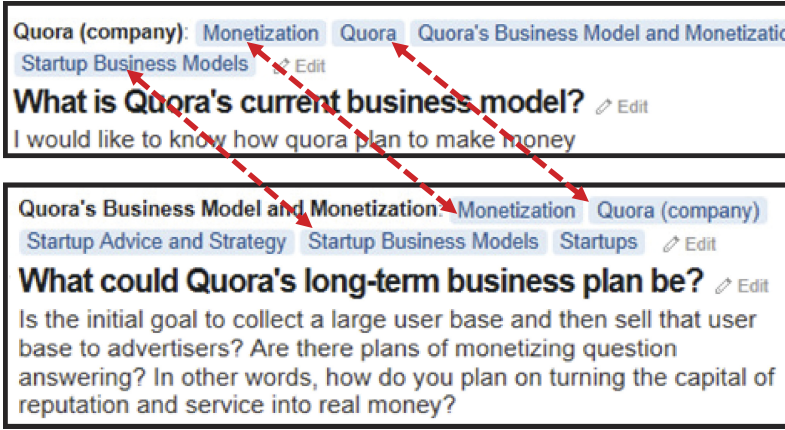 Quora (company): Monetization Quora Quora's Business Model and Monetizatio
Startup Business Models Edit
What is Quora's current business model? Edit
I would like to know how quora plan to make money
Quora's Business Model and Monetization: Monetization Quora (company)
Startup Advice and Strategy Startup Business Models Startups Edit
What could Quora's long-term business plan be? Edit
Is the initial goal to collect a large user base and then sell that user
base to advertisers? Are there plans of monetizing question
answering? In other words, how do you plan on turning the capital of
reputation and service into real money?